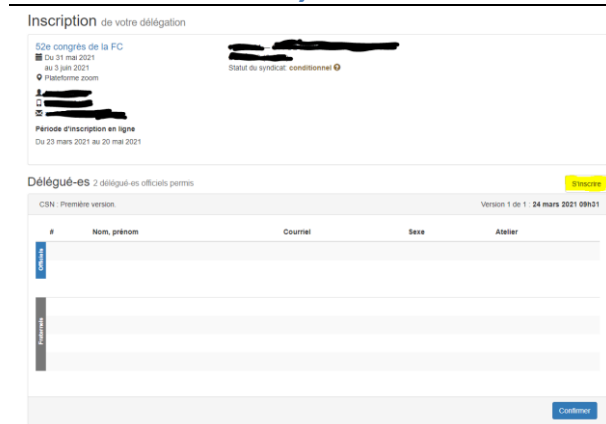 Inscription de votre délégation
52e congrès de la FC
Du 31 mai 2021
au 3 juin 2021
Plateforme zoom
Statut du syndicat: conditionnel
Période d'inscription en ligne
Du 23 mars 2021 au 20 mai 2021
Délégué-es 2 délégué-es officiels permis
S'inscrire
CSN : Première version.
Version 1 de 1 : 24 mars 2021 09h31
# Nom, prénom Courriel Sexe Atelier
Officiels
Fraternels
Confirmer